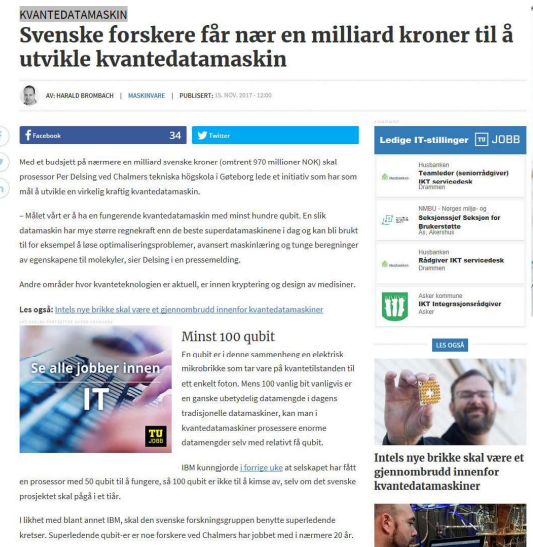 KVANTEDATAMASKIN
Svenske forskere får nær en milliard kroner til å
utvikle kvantedatamaskin
AV: HARALD BROMBACH | MASKINVARE | PUBLISERT: 15. NOV. 2017 - 12:00
Facebook 34
Twitter
Med et budsjett på nærmere en milliard svenske kroner (omtrent 970 millioner NOK) skal
prosessor Per Delsing ved Chalmers tekniska högskola i Gøteborg lede et initiativ som har som
mål å utvikle en virkelig kraftig kvantedatamaskin.
– Målet vårt er å ha en fungerende kvantedatamaskin med minst hundre qubit. En slik
datamaskin har mye større regnekraft enn de beste superdatamaskinene i dag og kan bli brukt
til for eksempel å løse optimaliseringsproblemer, avansert maskinlæring og tunge beregninger
av egenskapene til molekyler, sier Delsing i en pressemelding.
Andre områder hvor kvanteteknologien er aktuell, er innen kryptering og design av medisiner.
Les også: Intels nye brikke skal være et gjennombrudd innenfor kvantedatamaskiner
Se alle jobber innen
IT
TU
JOBB
Minst 100 qubit
En qubit er i denne sammenheng en elektrisk
mikrobrikke som tar vare på kvantetilstanden til
ett enkelt foton. Mens 100 vanlig bit vanligvis er
en ganske ubetydelig datamengde i dagens
tradisjonelle datamaskiner, kan man i
kvantedatamaskiner prosessere enorme
datamengder selv med relativt få qubit.
IBM kunngjorde i forrige uke at selskapet har fått
en prosessor med 50 qubit til å fungere, så 100 qubit er ikke til å kimse av, selv om det svenske
prosjektet skal pågå i et tiår.
I likhet med blant annet IBM, skal den svenske forskningsgruppen benytte superledende
kretser. Superledende qubit-er er noe forskere ved Chalmers har jobbet med i nærmere 20 år.
ANNONSE
Ledige IT-stillinger TU JOBB
Husbanken
Teamleder (seniorrådgiver)
IKT servicedesk
Drammen
NMBU - Norges miljø- og
Seksjonssjef Seksjon for
Brukerstøtte
Ås, Akershus
Husbanken
Rådgiver IKT servicedesk
Drammen
Asker kommune
IKT Integrasjonsrådgiver
Asker
LES OGSÅ
Intels nye brikke skal være et
gjennombrudd innenfor
kvantedatamaskiner